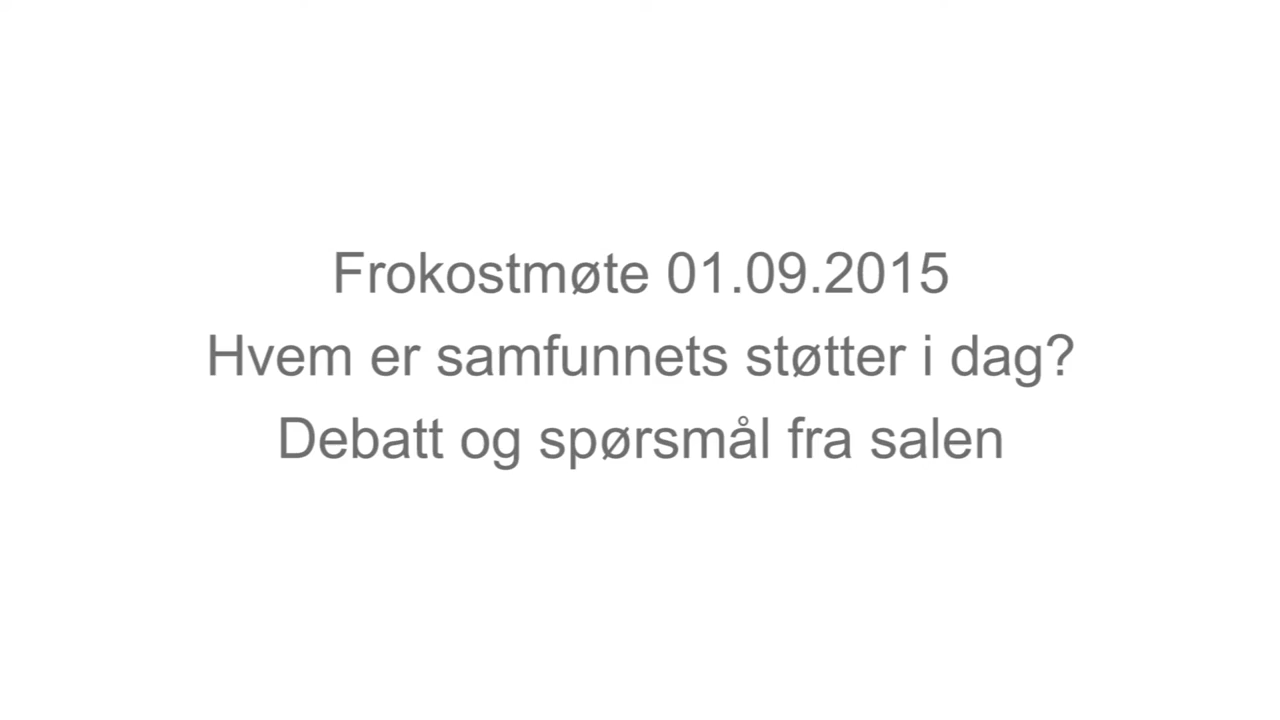 Frokostmøte 01.09.2015
Hvem er samfunnets støtter i dag?
Debatt og spørsmål fra salen